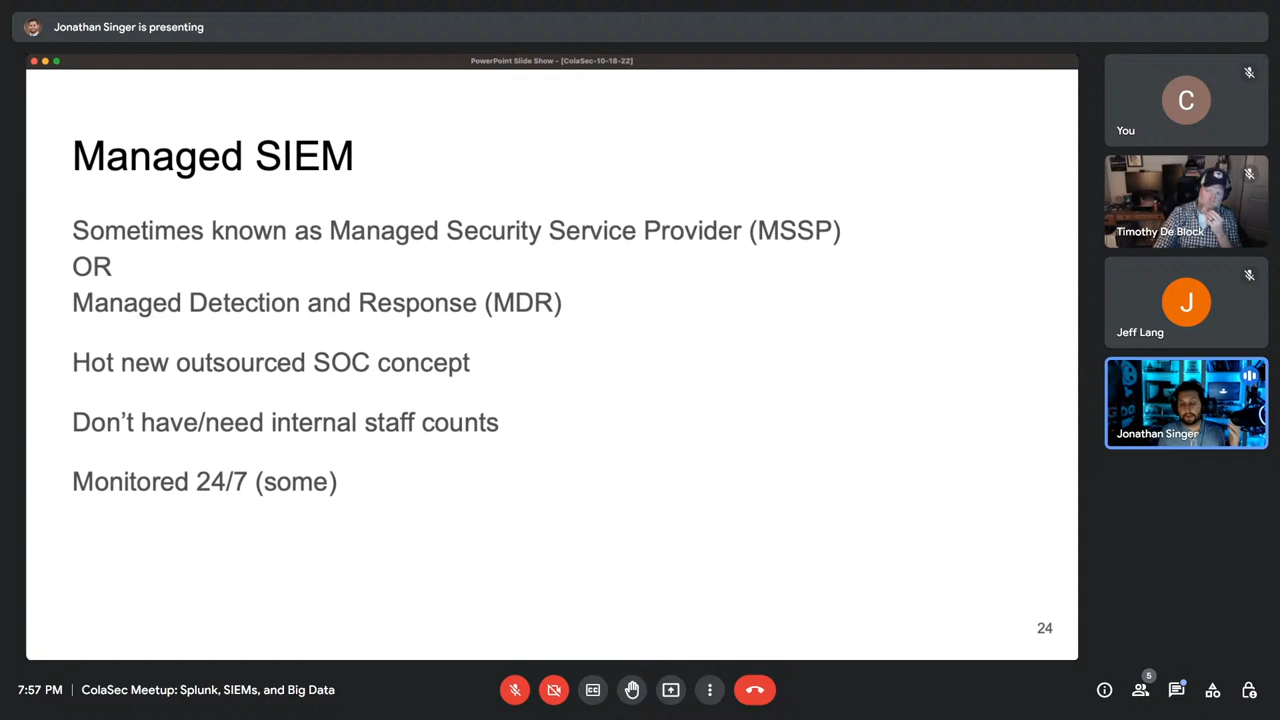 Jonathan Singer is presenting
PowerPoint Slide Show - [ColaSec-10-18-22]
Managed SIEM
Sometimes known as Managed Security Service Provider (MSSP)
OR
Managed Detection and Response (MDR)
Hot new outsourced SOC concept
Don’t have/need internal staff counts
Monitored 24/7 (some)
24
C
You
Timothy De Block
J
Jeff Lang
Jonathan Singer
7:57 PM | ColaSec Meetup: Splunk, SIEMs, and Big Data
CC
5